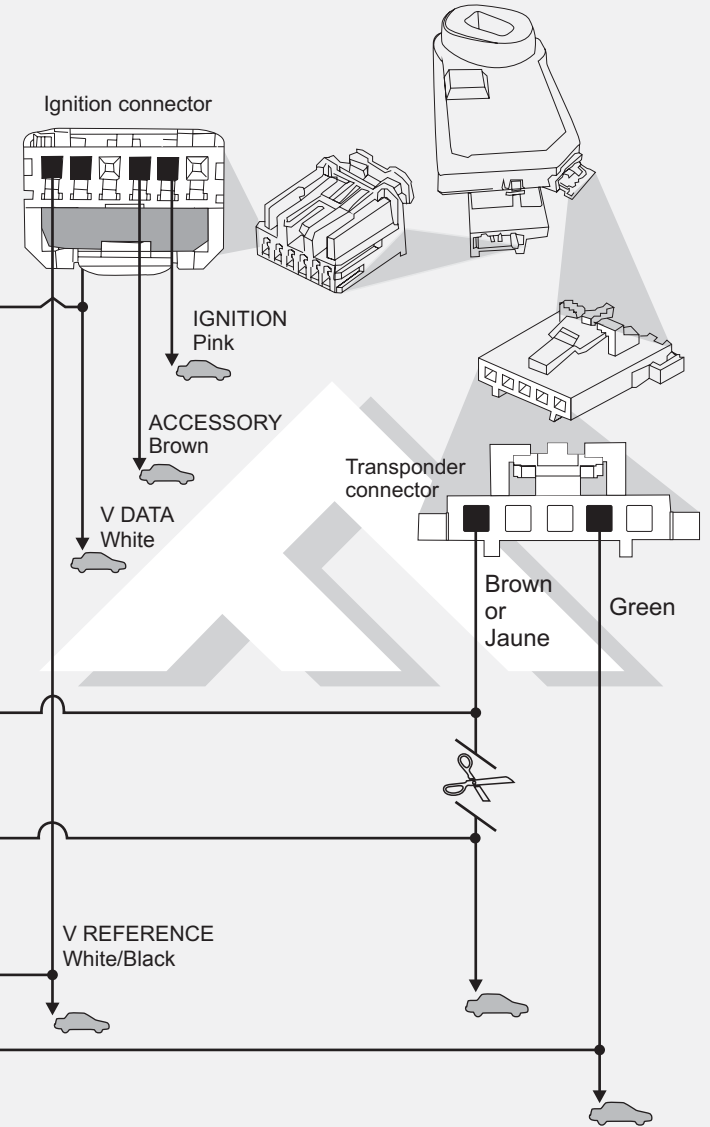 Ignition connector
IGNITION
Pink
ACCESSORY
Brown
Transponder
connector
V DATA
White
Brown
or
Jaune
Green
V REFERENCE
White/Black